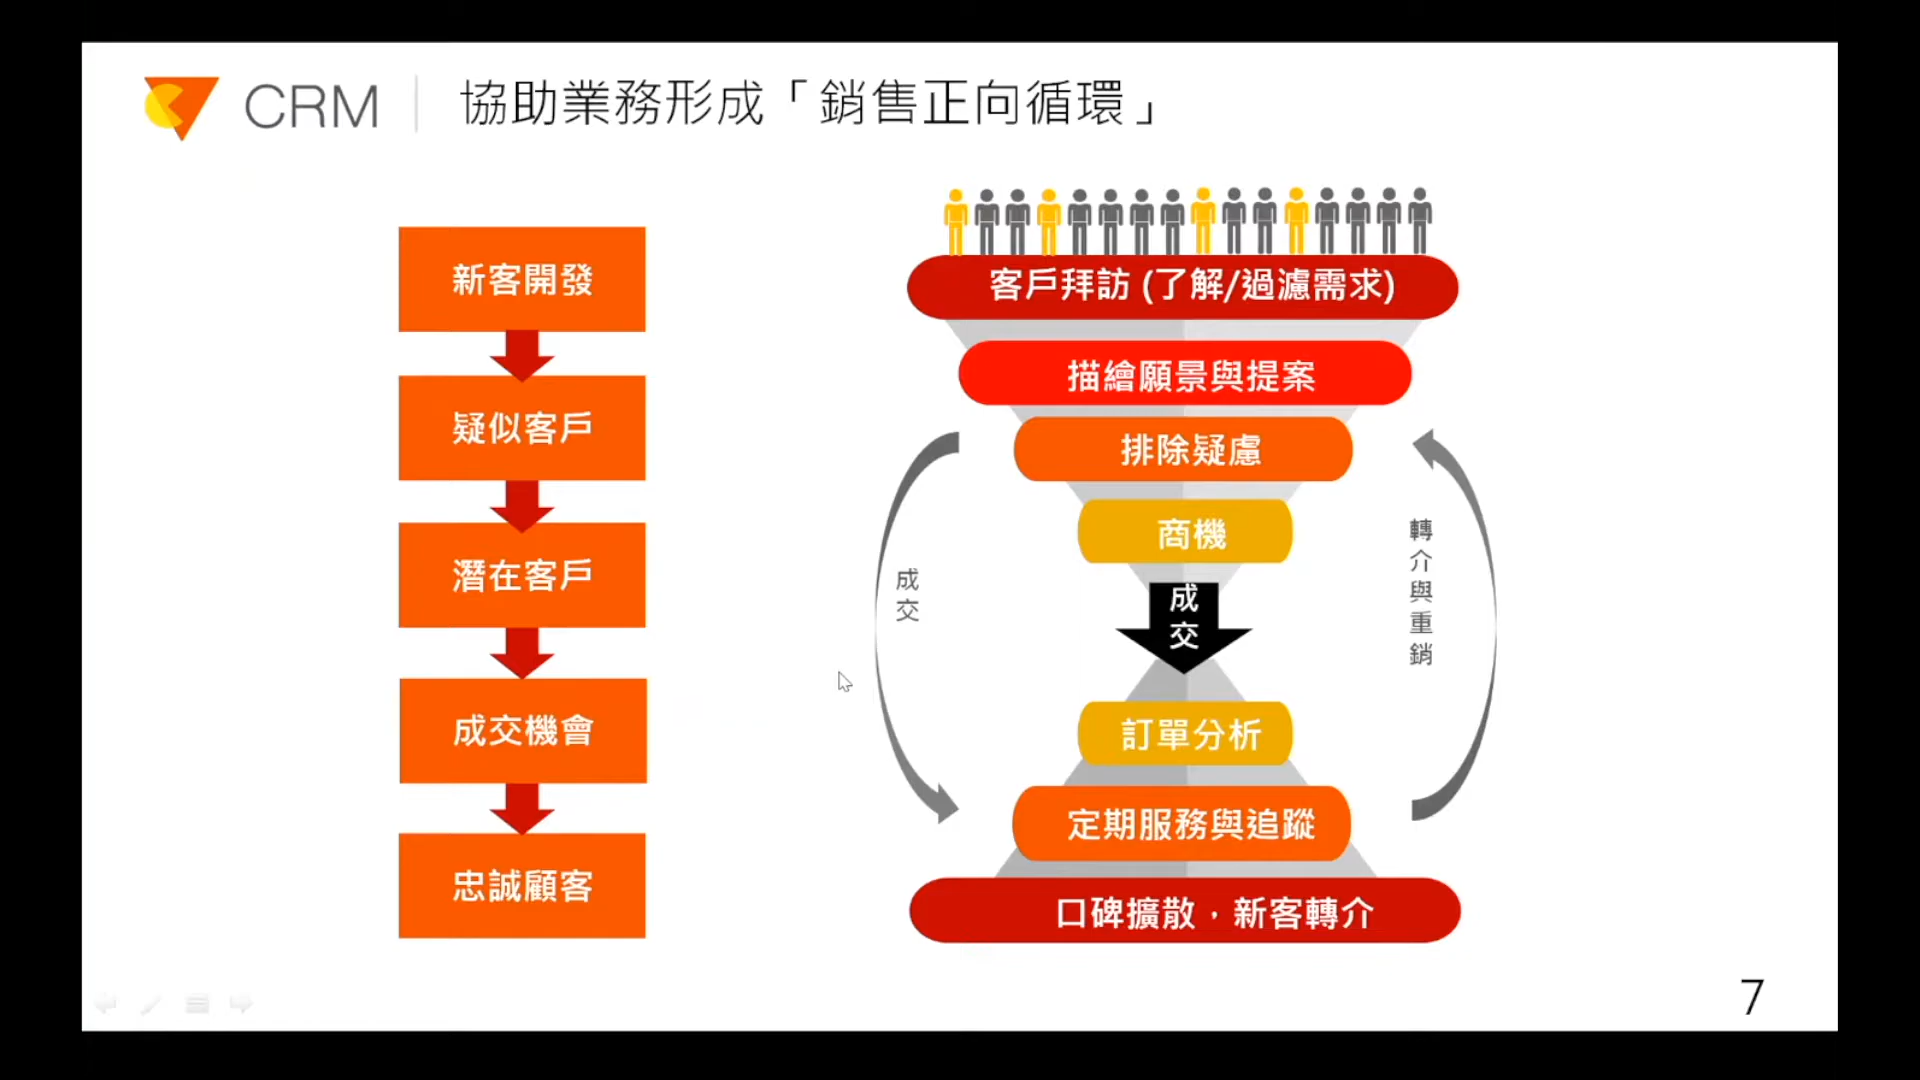 CRM
協助業務形成「銷售正向循環」
新客開發
疑似客戶
潛在客戶
成交機會
忠誠顧客
客戶拜訪 (了解/過濾需求)
描繪願景與提案
排除疑慮
商機
成交
訂單分析
定期服務與追蹤
口碑擴散，新客轉介
成交
轉介與重銷
7